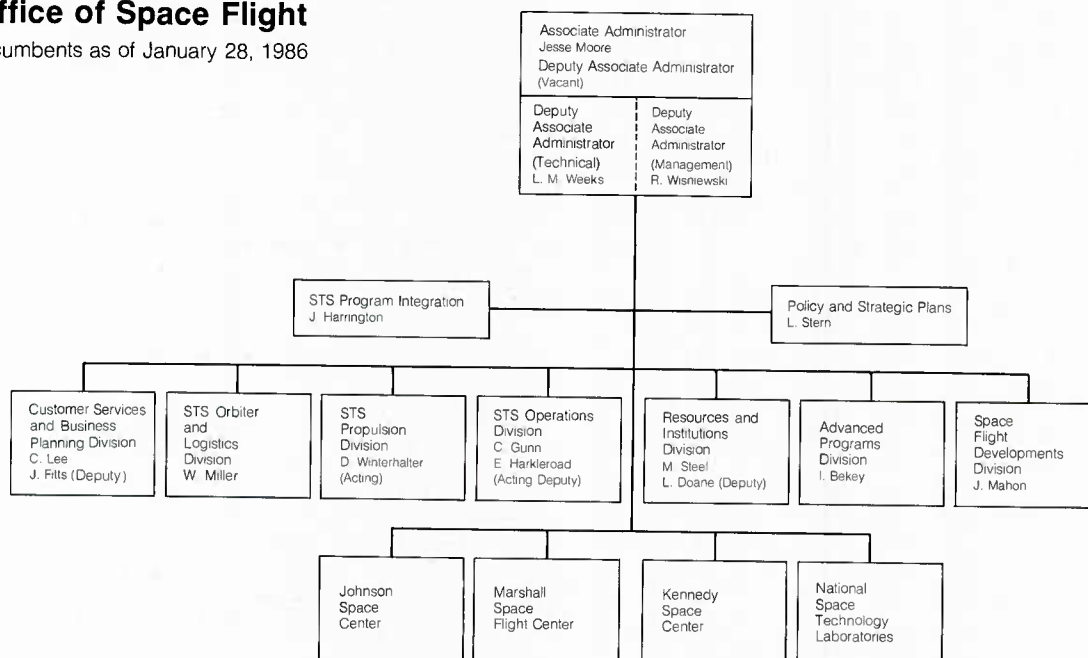 ffice of Space Flight
cumbents as of January 28, 1986
Associate Administrator
Jesse Moore
Deputy Associate Administrator
(Vacant)
Deputy
Associate
Administrator
(Technical)
L. M. Weeks
Deputy
Associate
Administrator
(Management)
R. Wisniewski
STS Program Integration
J Harrington
Policy and Strategic Plans
L. Stern
Customer Services
and Business
Planning Division
C. Lee
J. Fitts (Deputy)
STS Orbiter
and
Logistics
Division
W. Miller
STS
Propulsion
Division
D Winterhalter
(Acting)
STS Operations
Division
C. Gunn
E Harkleroad
(Acting Deputy)
Resources and
Institutions
Division
M Steel
L. Doane (Deputy)
Advanced
Programs
Division
I. Bekey
Space
Flight
Developments
Division
J. Mahon
Johnson
Space
Center
Marshall
Space
Flight Center
Kennedy
Space
Center
National
Space
Technology
Laboratories